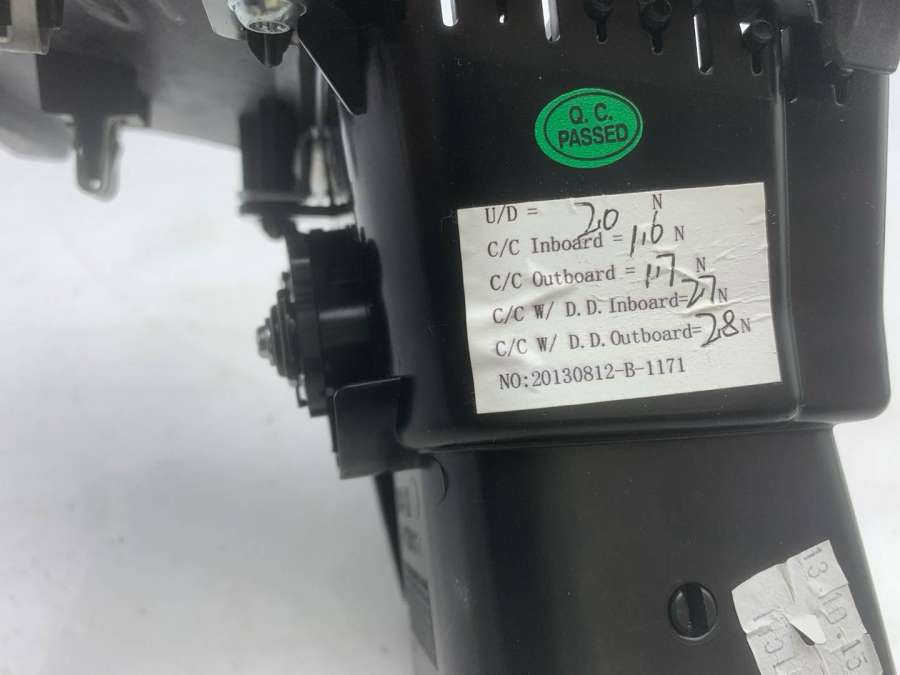 Q. C.
PASSED
U/D = 2.0 N
C/C Inboard = 1.6 N
C/C Outboard = 1.7 N
C/C W/ D.D. Inboard= 2.7 N
C/C W/ D.D. Outboard= 2.8 N
NO:20130812-B-1171